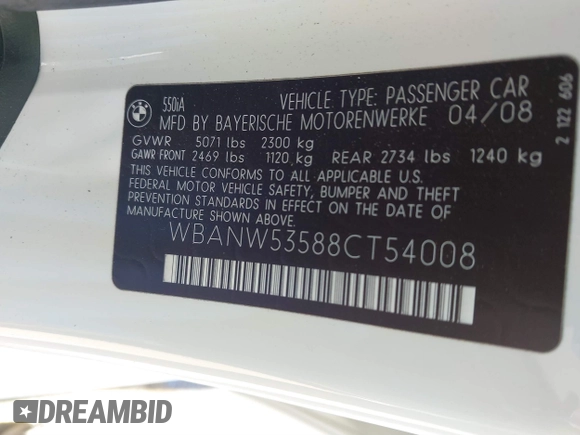 BMW
550iA
VEHICLE TYPE: PASSENGER CAR
MFD BY BAYERISCHE MOTORENWERKE 04/08
GVWR 5071 lbs 2300 kg
GAWR FRONT 2469 lbs 1120 kg REAR 2734 lbs 1240 kg
THIS VEHICLE CONFORMS TO ALL APPLICABLE U.S.
FEDERAL MOTOR VEHICLE SAFETY, BUMPER AND THEFT
PREVENTION STANDARDS IN EFFECT ON THE DATE OF
MANUFACTURE SHOWN ABOVE.
WBANW53588CT54008
2 122 606
DREAMBID